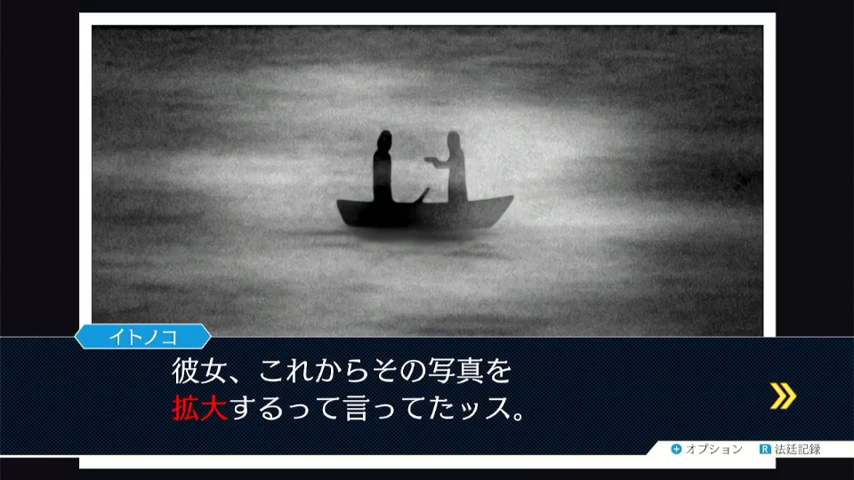 イトノコ
彼女、これからその写真を
拡大するって言ってたッス。
+ オプション R 法廷記録